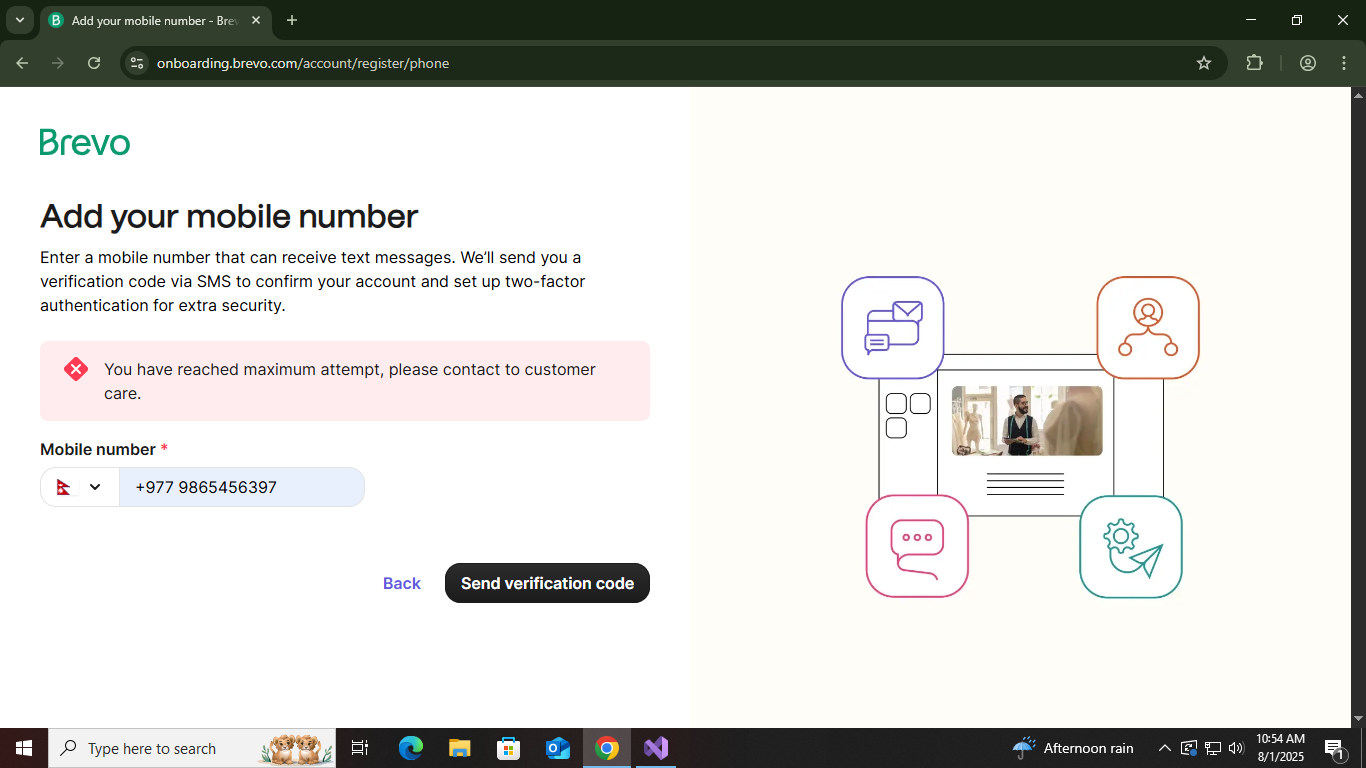 Add your mobile number - Brev
onboarding.brevo.com/account/register/phone
Brevo
Add your mobile number
Enter a mobile number that can receive text messages. We’ll send you a
verification code via SMS to confirm your account and set up two-factor
authentication for extra security.
You have reached maximum attempt, please contact to customer
care.
Mobile number *
+977 9865456397
Back
Send verification code
Type here to search
Afternoon rain
10:54 AM
8/1/2025
1